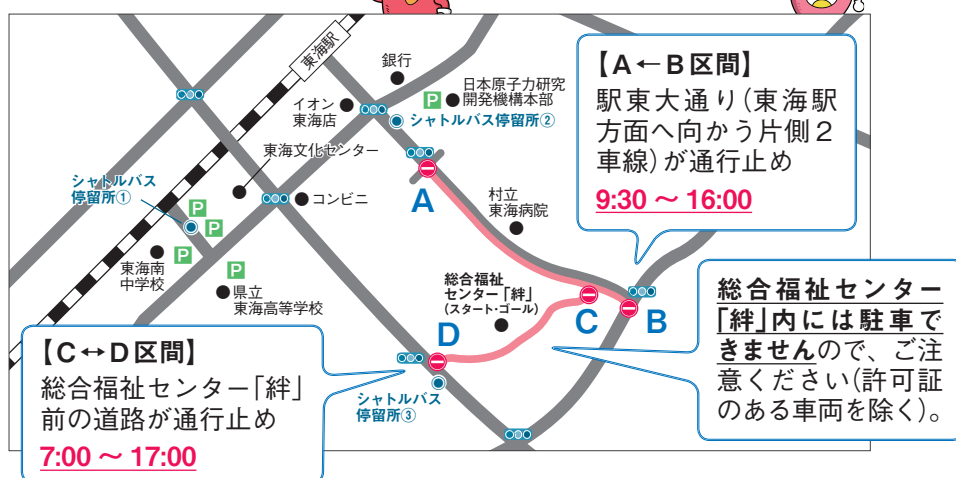 東海駅
銀行
日本原子力研究
開発機構本部
P
イオン
東海店
シャトルバス停留所②
東海文化センター
シャトルバス
停留所①
コンビニ
A
P
P
P
P
東海南
中学校
県立
東海高等学校
村立
東海病院
総合福祉
センター「絆」
(スタート・ゴール)
C
B
D
シャトルバス
停留所③
【A←B区間】
駅東大通り(東海駅
方面へ向かう片側2
車線)が通行止め
9:30 ～ 16:00
総合福祉センター
「絆」内には駐車で
きませんので、ご注
意ください(許可証
のある車両を除く)。
【C↔D区間】
総合福祉センター「絆」
前の道路が通行止め
7:00 ～ 17:00